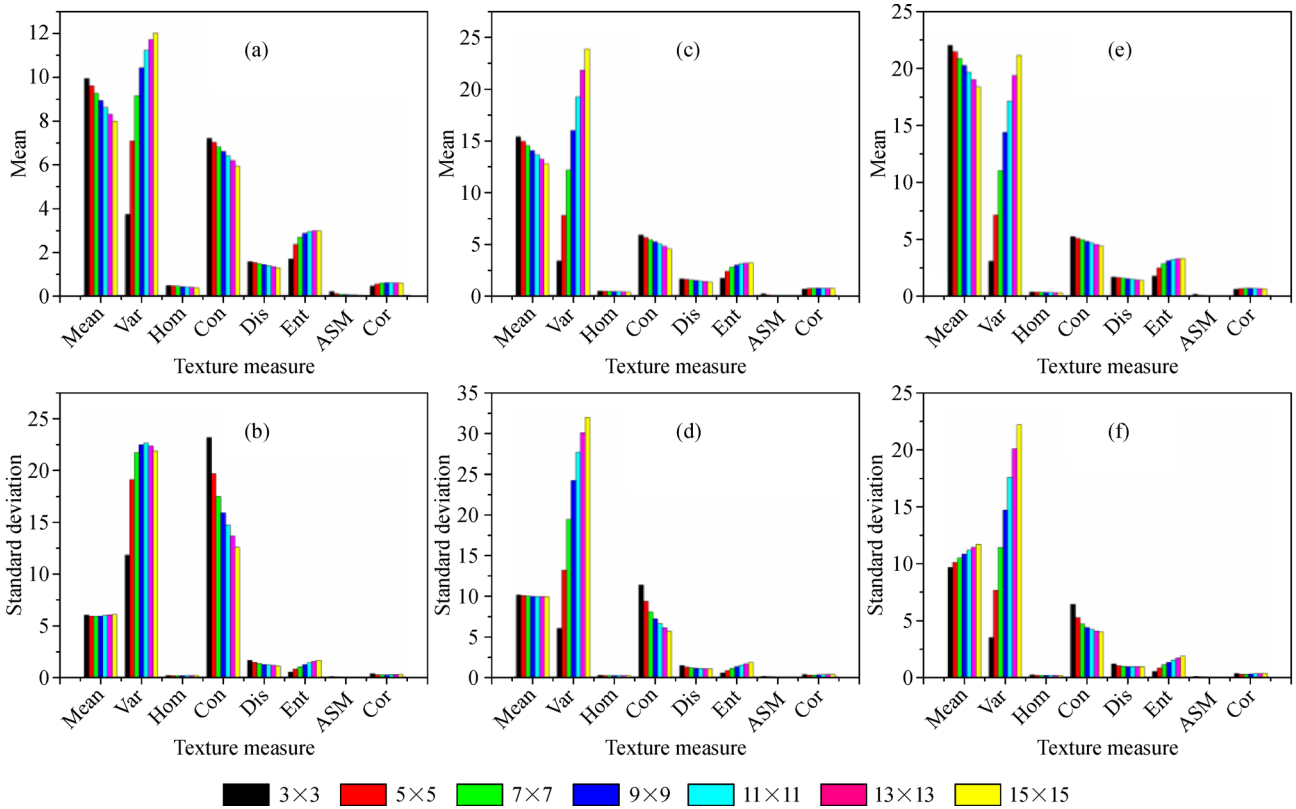 (a)
Mean
12
10
8
6
4
2
0
Mean Var Hom Con Dis Ent ASM Cor
Texture measure
(c)
Mean
25
20
15
10
5
0
Mean Var Hom Con Dis Ent ASM Cor
Texture measure
(e)
Mean
25
20
15
10
5
0
Mean Var Hom Con Dis Ent ASM Cor
Texture measure
(b)
Standard deviation
25
20
15
10
5
0
Mean Var Hom Con Dis Ent ASM Cor
Texture measure
(d)
Standard deviation
35
30
25
20
15
10
5
0
Mean Var Hom Con Dis Ent ASM Cor
Texture measure
(f)
Standard deviation
25
20
15
10
5
0
Mean Var Hom Con Dis Ent ASM Cor
Texture measure
3×3 5×5 7×7 9×9 11×11 13×13 15×15